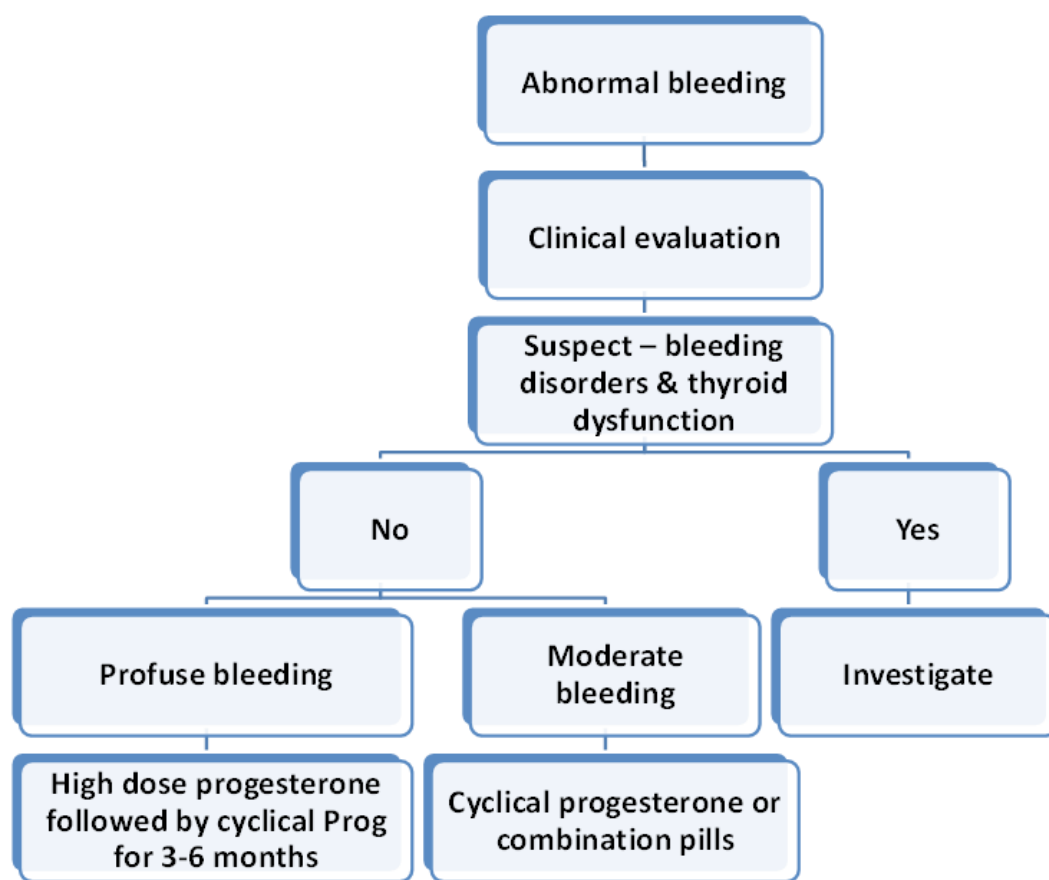 Abnormal bleeding
Clinical evaluation
Suspect – bleeding
disorders & thyroid
dysfunction
No
Yes
Profuse bleeding
Moderate
bleeding
Investigate
High dose progesterone
followed by cyclical Prog
for 3-6 months
Cyclical progesterone or
combination pills